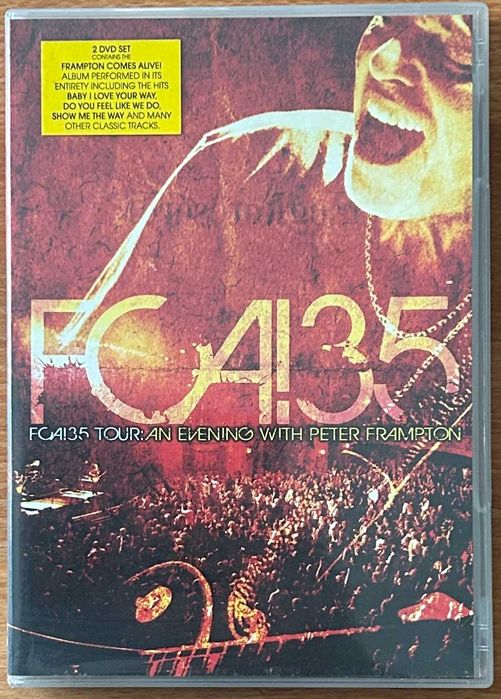 2 DVD SET
CONTAINS THE
FRAMPTON COMES ALIVE!
ALBUM PERFORMED IN ITS
ENTIRETY INCLUDING THE HITS
BABY I LOVE YOUR WAY,
DO YOU FEEL LIKE WE DO,
SHOW ME THE WAY AND MANY
OTHER CLASSIC TRACKS.
FCA!35
FCA!35 TOUR: AN EVENING WITH PETER FRAMPTON